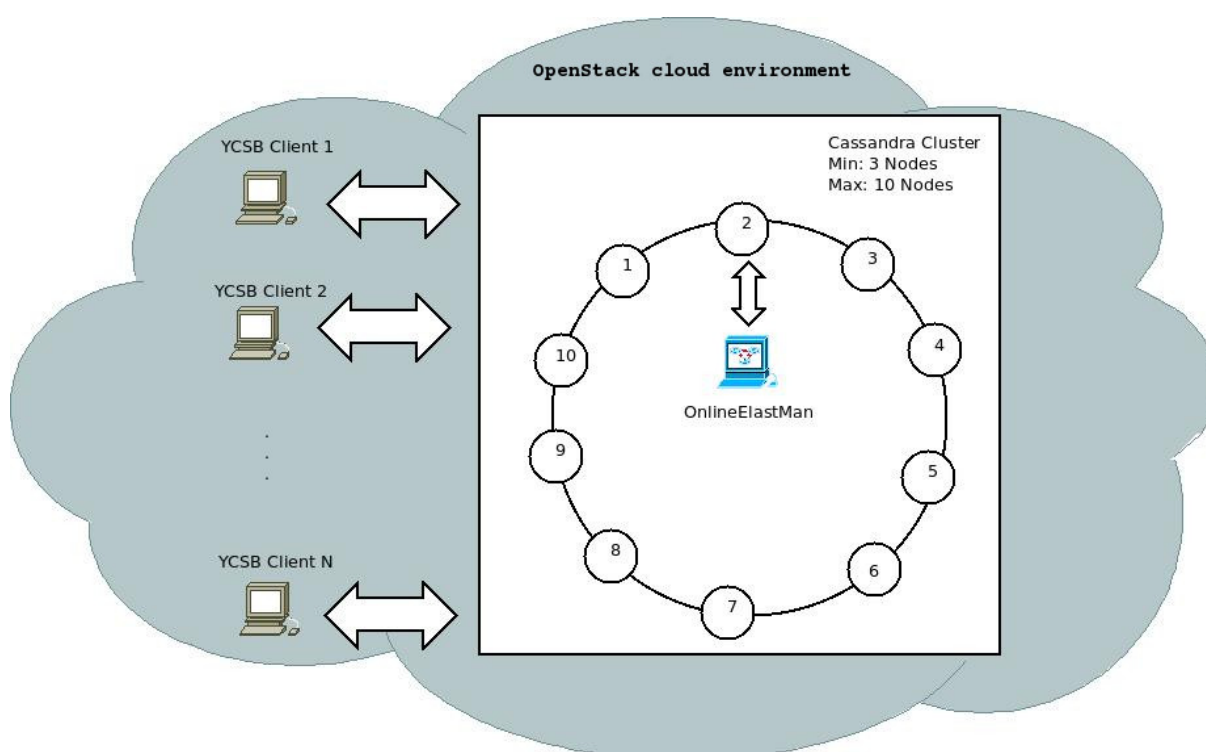 OpenStack cloud environment
YCSB Client 1
Cassandra Cluster
Min: 3 Nodes
Max: 10 Nodes
2
1
3
YCSB Client 2
10
4
OnlineElastMan
.
.
.
9
5
8
6
YCSB Client N
7